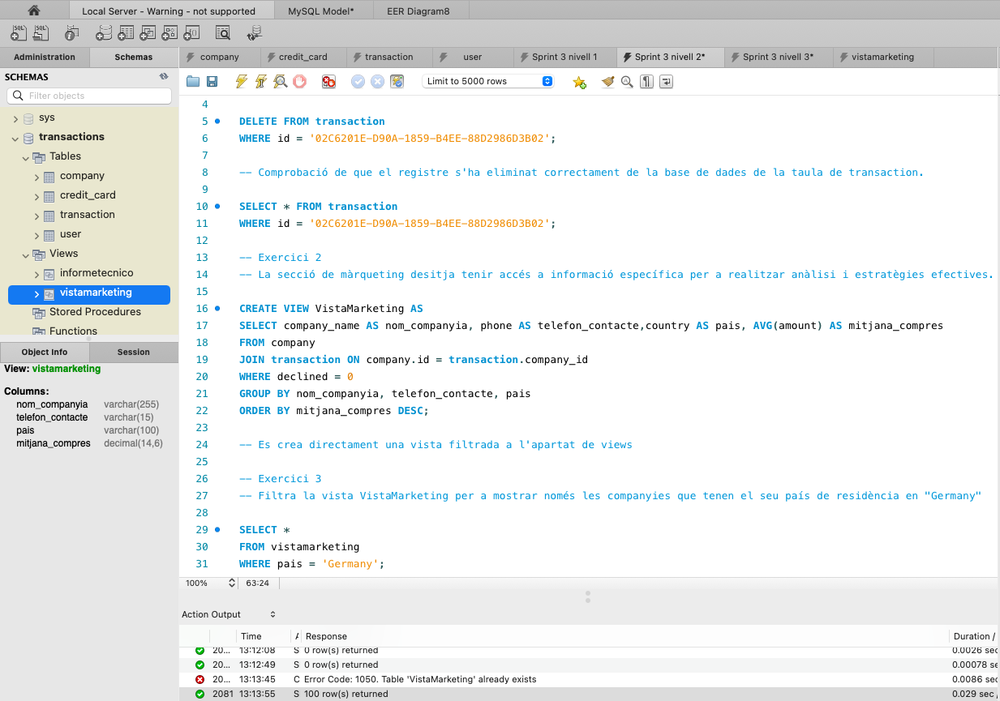 Local Server - Warning - not supported
MySQL Model*
EER Diagram8
Administration
Schemas
company
credit_card
transaction
user
Sprint 3 nivell 1
Sprint 3 nivell 2*
Sprint 3 nivell 3*
vistamarketing
SCHEMAS
Filter objects
Limit to 5000 rows
sys
transactions
Tables
company
credit_card
transaction
user
Views
informetecnico
vistamarketing
Stored Procedures
Functions
Object Info
Session
View: vistamarketing
Columns:
nom_companyia varchar(255)
telefon_contacte varchar(15)
pais varchar(100)
mitjana_compres decimal(14,6)
4
5 DELETE FROM transaction
6 WHERE id = '02C6201E-D90A-1859-B4EE-88D2986D3B02';
7
8 -- Comprobació de que el registre s'ha eliminat correctament de la base de dades de la taula de transaction.
9
10 SELECT * FROM transaction
11 WHERE id = '02C6201E-D90A-1859-B4EE-88D2986D3B02';
12
13 -- Exercici 2
14 -- La secció de màrqueting desitja tenir accés a informació específica per a realitzar anàlisi i estratègies efectives.
15
16 CREATE VIEW VistaMarketing AS
17 SELECT company_name AS nom_companyia, phone AS telefon_contacte,country AS pais, AVG(amount) AS mitjana_compres
18 FROM company
19 JOIN transaction ON company.id = transaction.company_id
20 WHERE declined = 0
21 GROUP BY nom_companyia, telefon_contacte, pais
22 ORDER BY mitjana_compres DESC;
23
24 -- Es crea directament una vista filtrada a l'apartat de views
25
26 -- Exercici 3
27 -- Filtra la vista VistaMarketing per a mostrar només les companyies que tenen el seu país de residència en "Germany"
28
29 SELECT *
30 FROM vistamarketing
31 WHERE pais = 'Germany';
100% 63:24
Action Output
Time A Response Duration /
20... 13:12:08 S 0 row(s) returned 0.0026 sec
20... 13:12:49 S 0 row(s) returned 0.00078 se
20... 13:13:45 C Error Code: 1050. Table 'VistaMarketing' already exists 0.0086 sec
2081 13:13:55 S 100 row(s) returned 0.029 sec